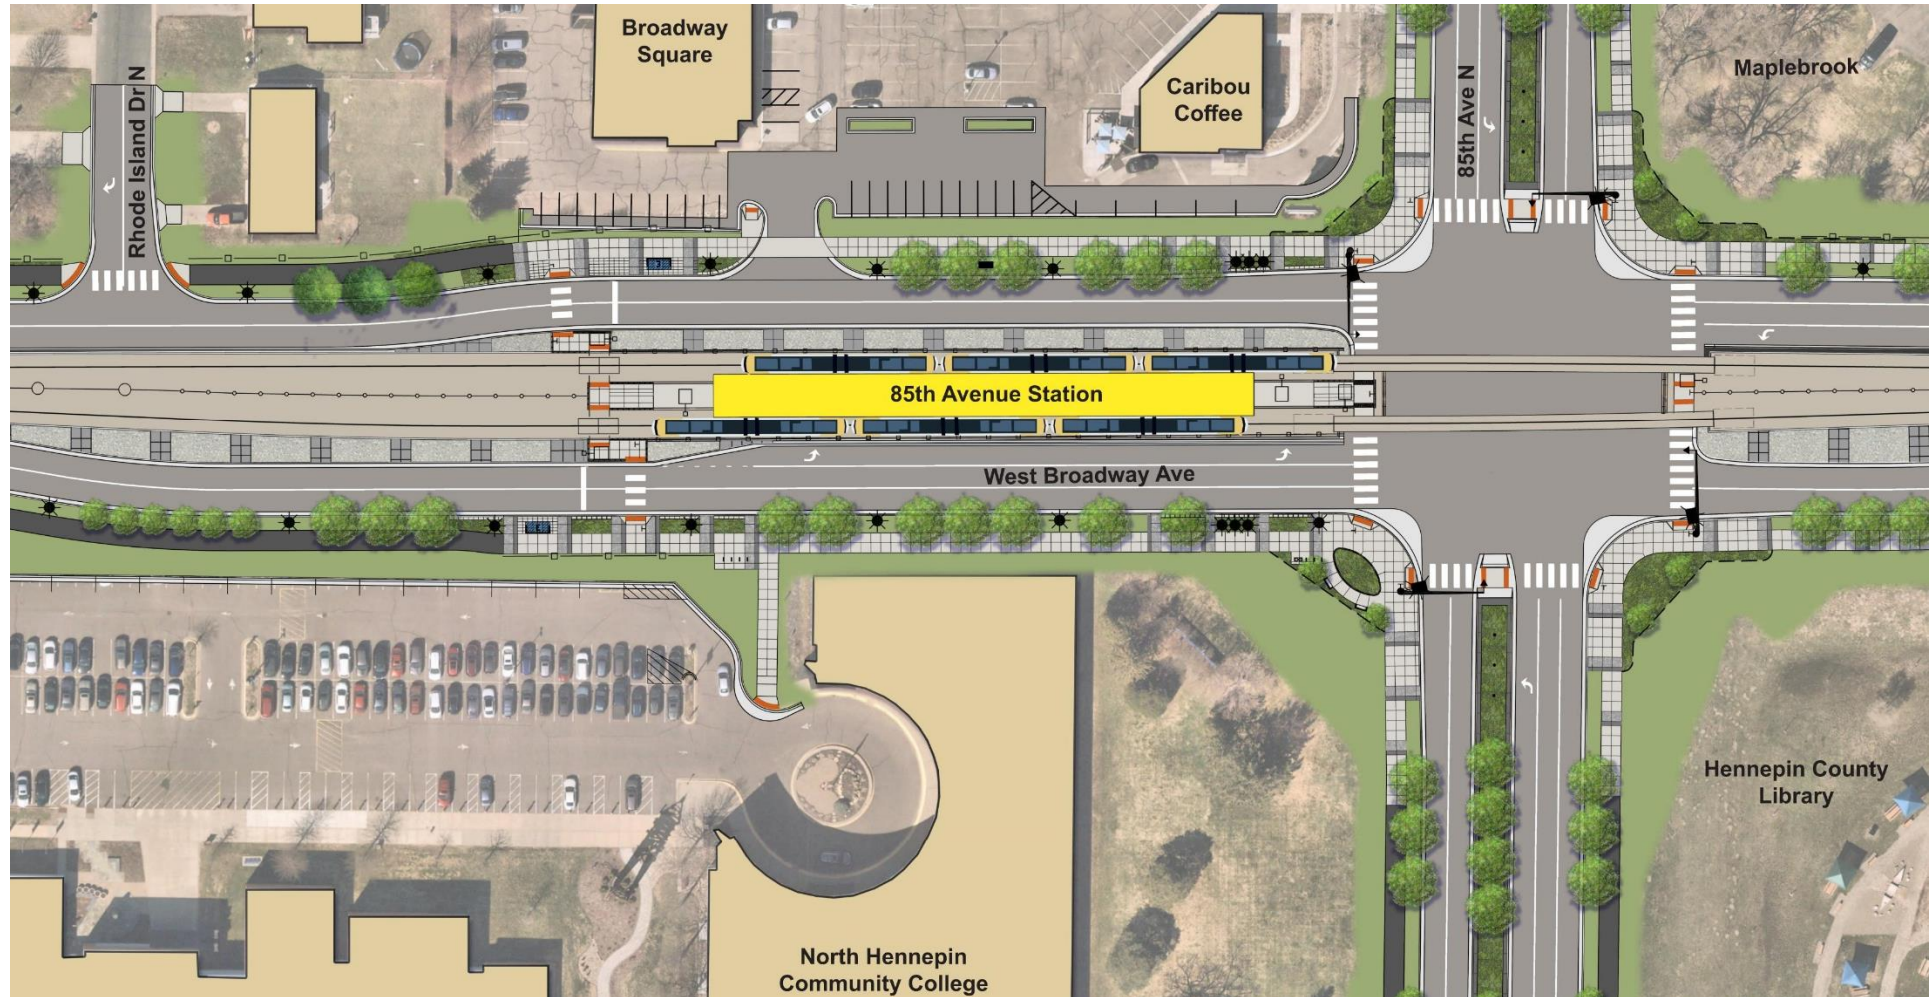 Broadway
Square
Caribou
Coffee
Maplebrook
Rhode Island Dr N
85th Ave N
85th Avenue Station
West Broadway Ave
Hennepin County
Library
North Hennepin
Community College